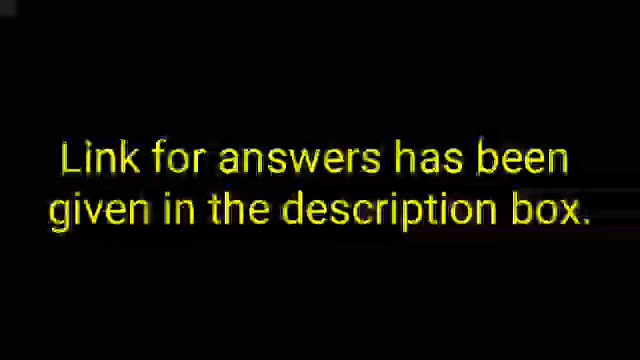 Link for answers has been
given in the description box.